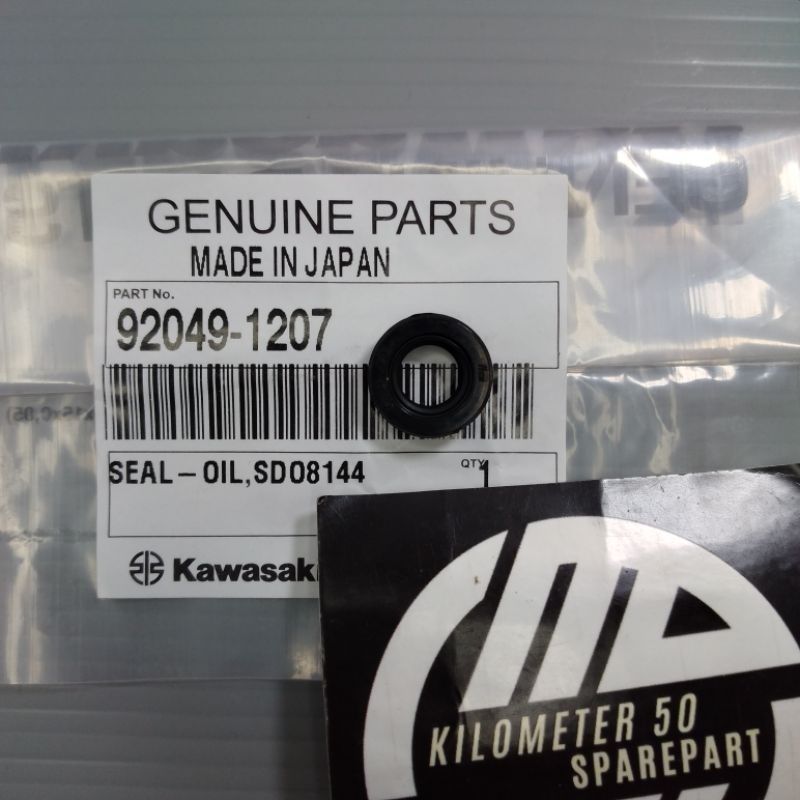 GENUINE PARTS
MADE IN JAPAN
PART No.
92049-1207
SEAL-OIL,SD08144
QTY
1
Kawasaki
KILOMETER 50
SPAREPART